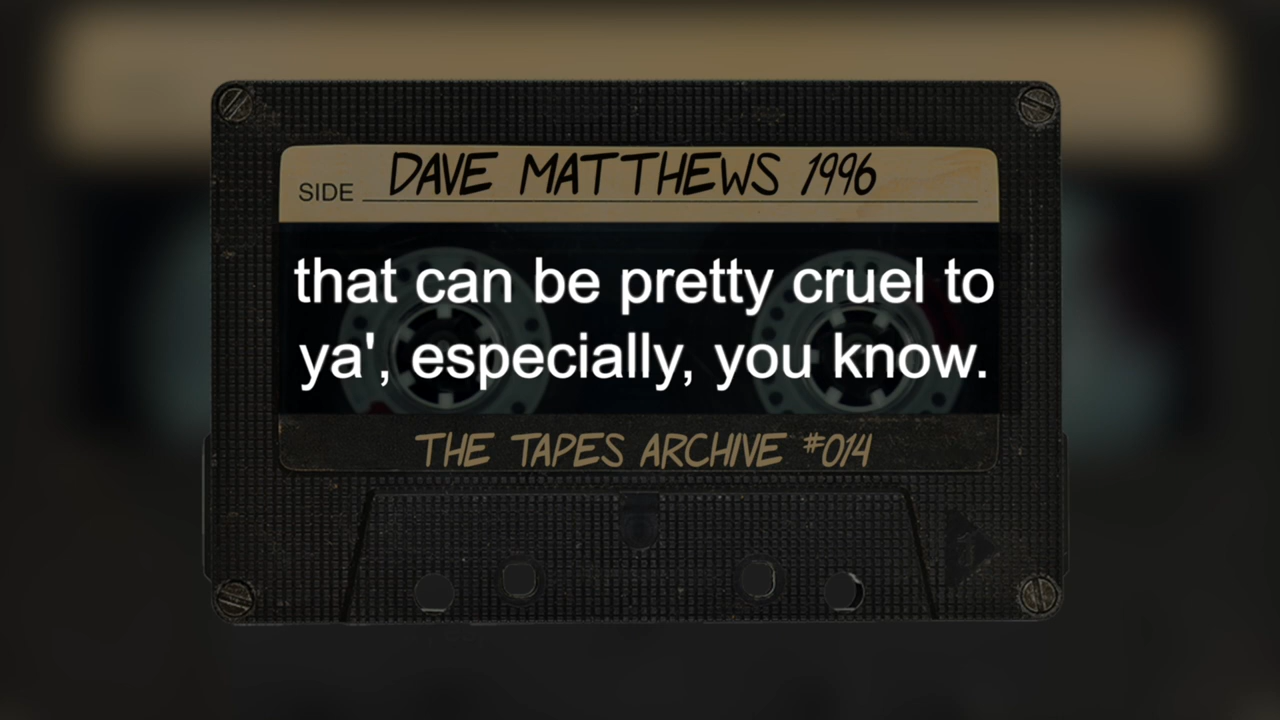 DAVE MATTHEWS 1996
SIDE
that can be pretty cruel to
ya', especially, you know.
THE TAPES ARCHIVE #014